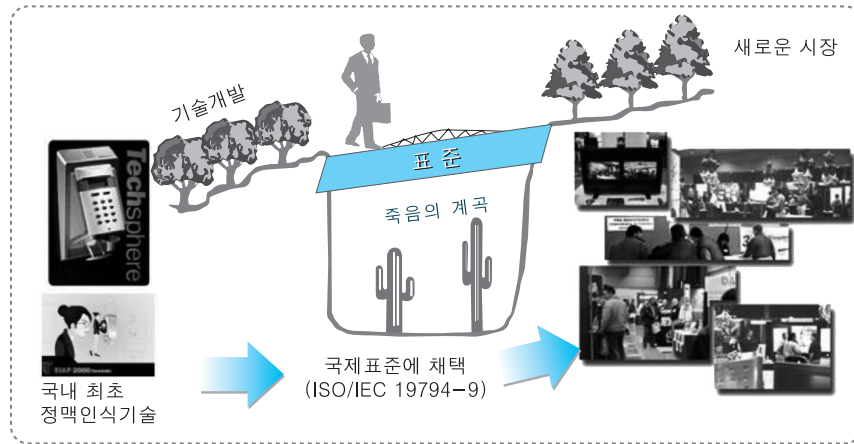 기술개발
새로운 시장
표 준
죽음의 계곡
Techsphere
국내 최초
정맥인식기술
국제표준에 채택
(ISO/IEC 19794-9)